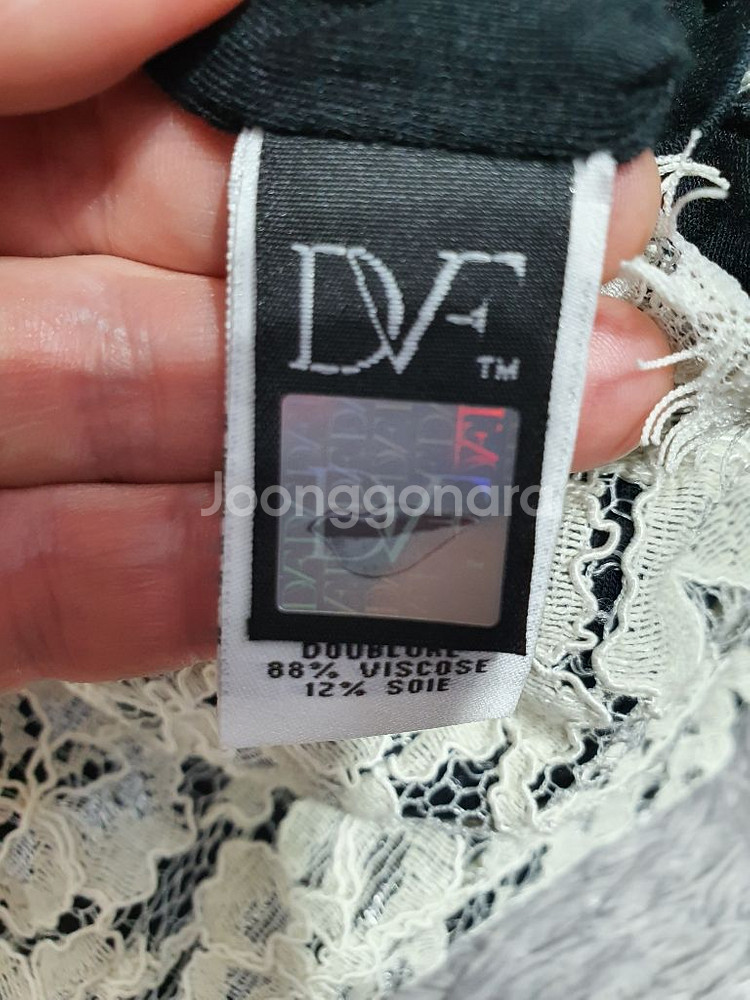 DVF
TM
Joonggonara
DOUBLURE
88% VISCOSE
12% SOIE